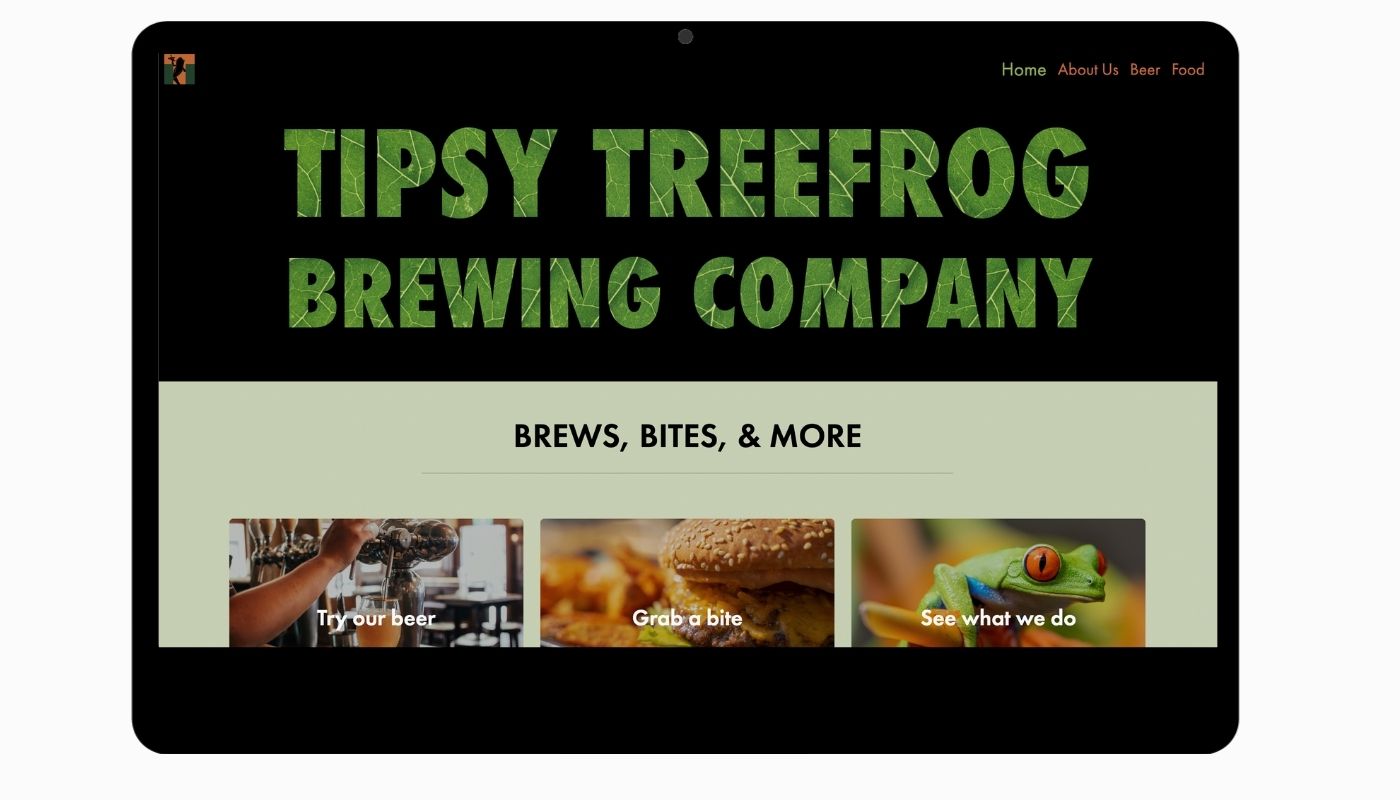 Home About Us Beer Food
TIPSY TREEFROG
BREWING COMPANY
BREWS, BITES, & MORE
Try our beer
Grab a bite
See what we do